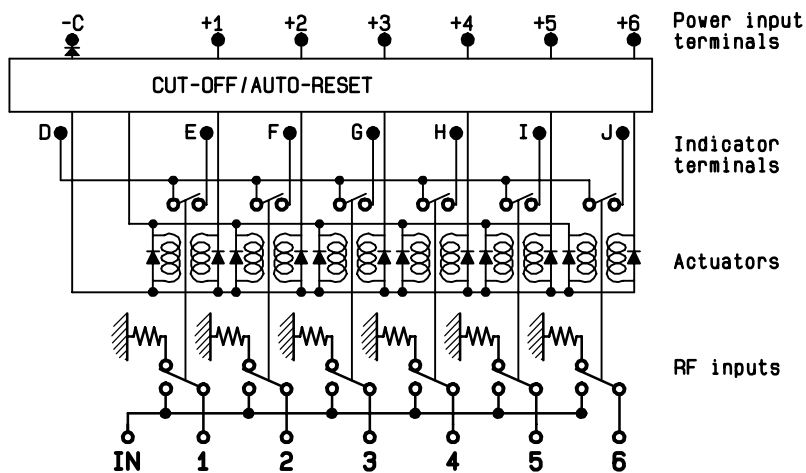 -C +1 +2 +3 +4 +5 +6
Power input
terminals
CUT-OFF/AUTO-RESET
D E F G H I J
Indicator
terminals
Actuators
RF inputs
IN 1 2 3 4 5 6